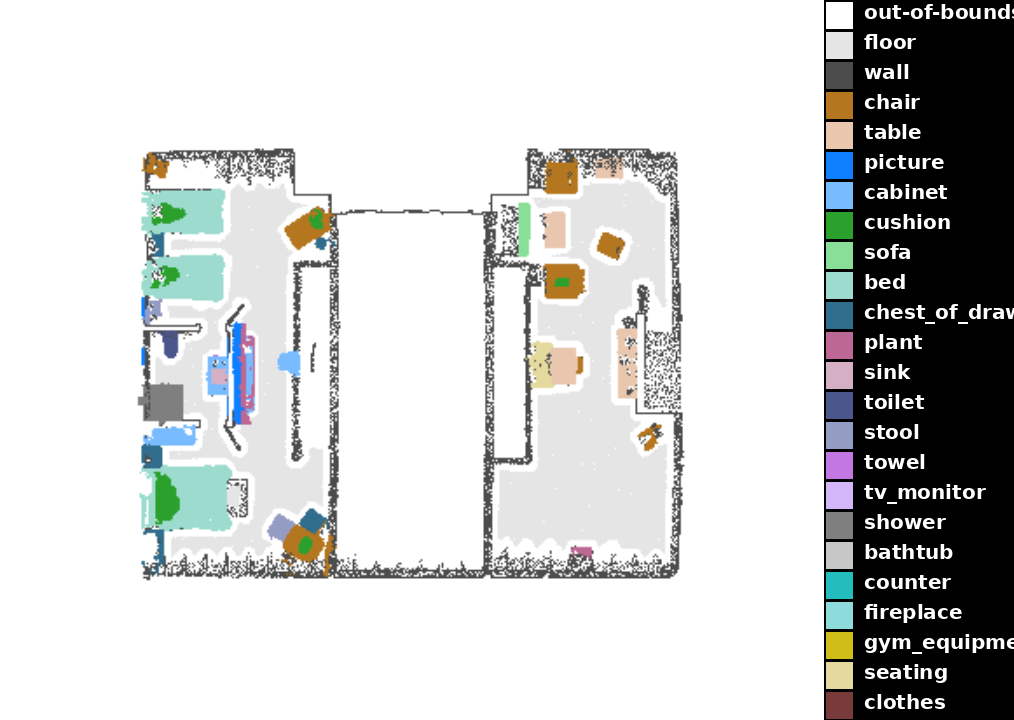 out-of-bounds
floor
wall
chair
table
picture
cabinet
cushion
sofa
bed
chest_of_draw
plant
sink
toilet
stool
towel
tv_monitor
shower
bathtub
counter
fireplace
gym_equipme
seating
clothes